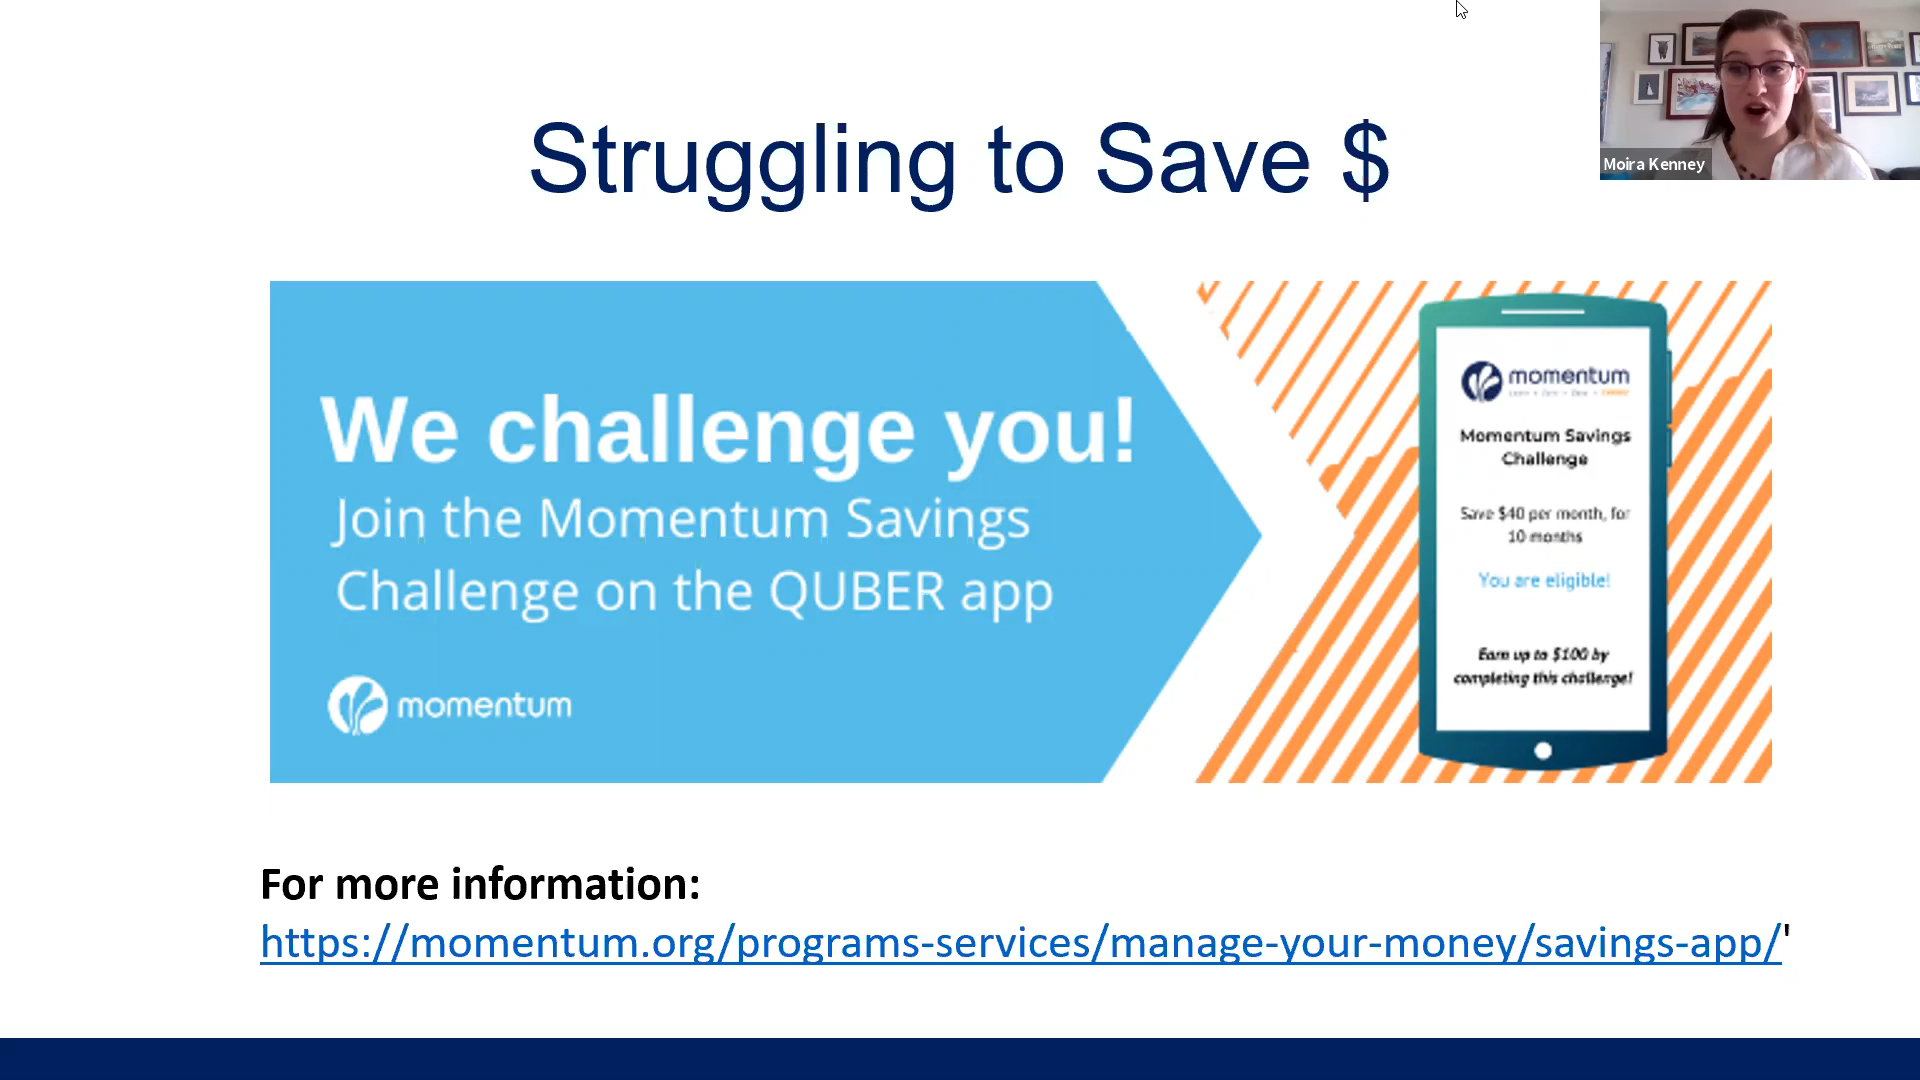 Struggling to Save $
Moira Kenney
We challenge you!
Join the Momentum Savings
Challenge on the QUBER app
momentum
momentum
Momentum Savings
Challenge
Save $40 per month, for
10 months
You are eligible!
Earn up to $100 by
completing this challenge!
For more information:
https://momentum.org/programs-services/manage-your-money/savings-app/'